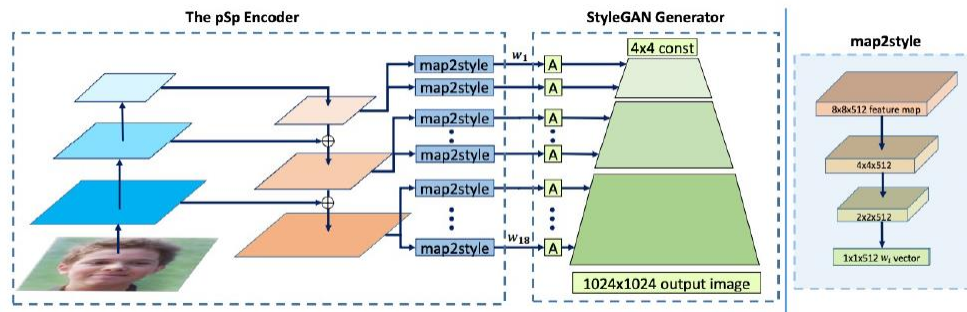 The pSp Encoder
StyleGAN Generator
map2style
w1
A
4x4 const
map2style
A
map2style
A
map2style
A
map2style
A
map2style
w18
A
1024x1024 output image
map2style
8x8x512 feature map
4x4x512
2x2x512
1x1x512 wi vector